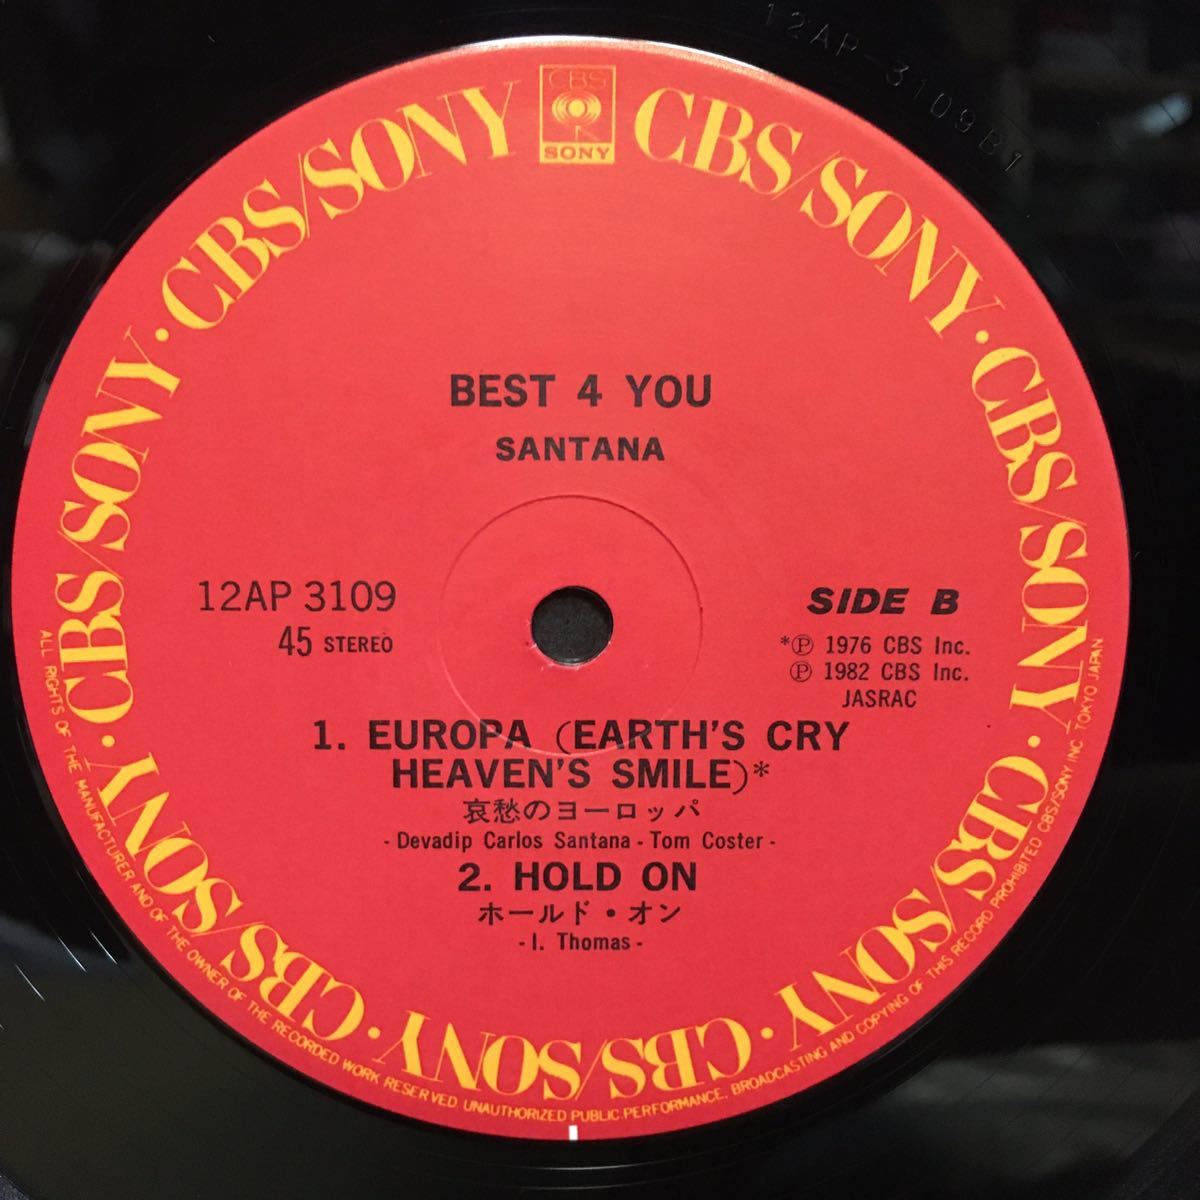 12AP-3109B1
CBS
SONY
CBS/SONY · CBS/SONY · CBS/SONY · CBS/SONY · CBS/SONY · CBS/SONY · CBS/SONY · CBS/SONY
BEST 4 YOU
SANTANA
12AP 3109
45 STEREO
SIDE B
*Ⓟ 1976 CBS Inc.
Ⓟ 1982 CBS Inc.
JASRAC
1. EUROPA (EARTH'S CRY
HEAVEN'S SMILE)*
哀愁のヨーロッパ
- Devadip Carlos Santana - Tom Coster -
2. HOLD ON
ホールド・オン
- I. Thomas -
ALL RIGHTS OF THE MANUFACTURER AND OF THE OWNER OF THE RECORDED WORK RESERVED. UNAUTHORIZED PUBLIC PERFORMANCE, BROADCASTING AND COPYING OF THIS RECORD PROHIBITED CBS/SONY INC. TOKYO JAPAN